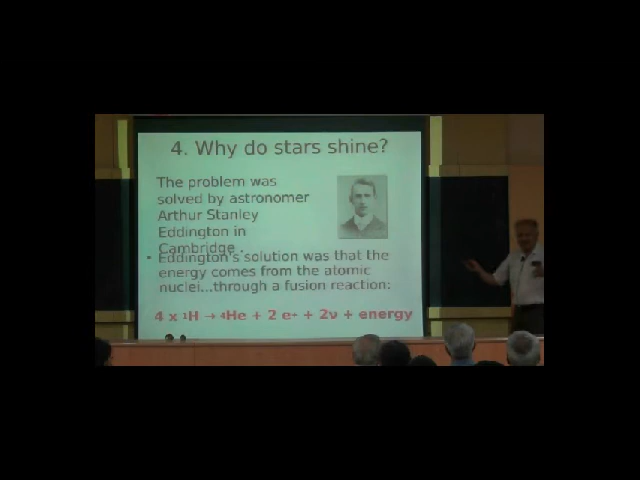 4. Why do stars shine?
The problem was
solved by astronomer
Arthur Stanley
Eddington in
Cambridge .
• Eddington's solution was that the
energy comes from the atomic
nuclei...through a fusion reaction:
4 x ¹H → ⁴He + 2 e⁺ + 2ν + energy